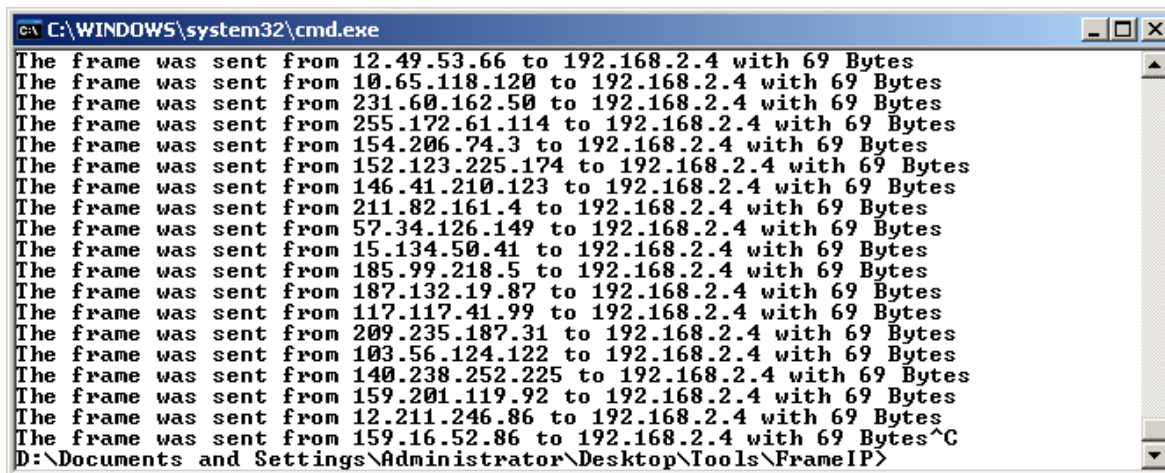 C:\WINDOWS\system32\cmd.exe
The frame was sent from 12.49.53.66 to 192.168.2.4 with 69 Bytes
The frame was sent from 10.65.118.120 to 192.168.2.4 with 69 Bytes
The frame was sent from 231.60.162.50 to 192.168.2.4 with 69 Bytes
The frame was sent from 255.172.61.114 to 192.168.2.4 with 69 Bytes
The frame was sent from 154.206.74.3 to 192.168.2.4 with 69 Bytes
The frame was sent from 152.123.225.174 to 192.168.2.4 with 69 Bytes
The frame was sent from 146.41.210.123 to 192.168.2.4 with 69 Bytes
The frame was sent from 211.82.161.4 to 192.168.2.4 with 69 Bytes
The frame was sent from 57.34.126.149 to 192.168.2.4 with 69 Bytes
The frame was sent from 15.134.50.41 to 192.168.2.4 with 69 Bytes
The frame was sent from 185.99.218.5 to 192.168.2.4 with 69 Bytes
The frame was sent from 187.132.19.87 to 192.168.2.4 with 69 Bytes
The frame was sent from 117.117.41.99 to 192.168.2.4 with 69 Bytes
The frame was sent from 209.235.187.31 to 192.168.2.4 with 69 Bytes
The frame was sent from 103.56.124.122 to 192.168.2.4 with 69 Bytes
The frame was sent from 140.238.252.225 to 192.168.2.4 with 69 Bytes
The frame was sent from 159.201.119.92 to 192.168.2.4 with 69 Bytes
The frame was sent from 12.211.246.86 to 192.168.2.4 with 69 Bytes
The frame was sent from 159.16.52.86 to 192.168.2.4 with 69 Bytes^C
D:\Documents and Settings\Administrator\Desktop\Tools\FrameIP>